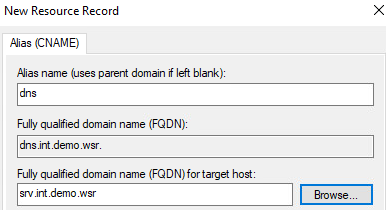 New Resource Record
Alias (CNAME)
Alias name (uses parent domain if left blank):
dns
Fully qualified domain name (FQDN):
dns.int.demo.wsr.
Fully qualified domain name (FQDN) for target host:
srv.int.demo.wsr
Browse...